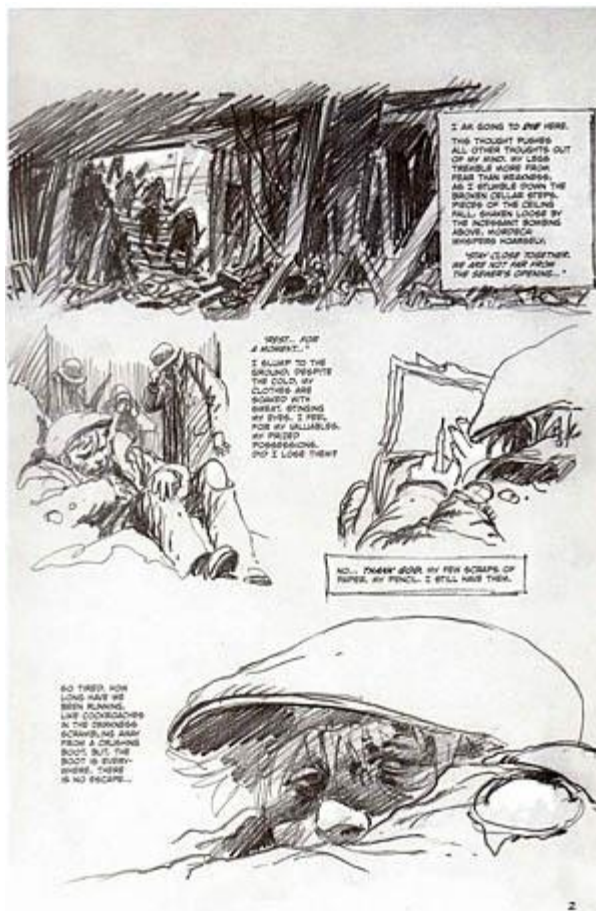 I AM GOING TO DIE HERE.
THIS THOUGHT PUSHES
ALL OTHER THOUGHTS OUT
OF MY MIND. MY LEGS
TREMBLE MORE FROM
FEAR THAN WEAKNESS.
AS I STUMBLE DOWN THE
BROKEN CELLAR STEPS.
PIECES OF THE CEILING
FALL, SHAKEN LOOSE BY
THE INCESSANT BOMBING
ABOVE. MORDECAI
WHISPERS HOARSELY,
"STAY CLOSE TOGETHER.
WE ARE NOT FAR FROM
THE SEWER'S OPENING..."
"REST... FOR
A MOMENT..."
I SLUMP TO THE
GROUND. DESPITE
THE COLD, MY
CLOTHES ARE
SOAKED WITH
SWEAT, STINGING
MY EYES. I FEEL
FOR MY VALUABLES.
MY PRIZED
POSSESSIONS.
DID I LOSE THEM?
NO... THANK GOD. MY FEW SCRAPS OF
PAPER. MY PENCIL. I STILL HAVE THEM.
SO TIRED. HOW
LONG HAVE WE
BEEN RUNNING,
LIKE COCKROACHES
IN THE DARKNESS
SCRAMBLING AWAY
FROM A CRUSHING
BOOT. BUT, THE
BOOT IS EVERY-
WHERE. THERE
IS NO ESCAPE...
2